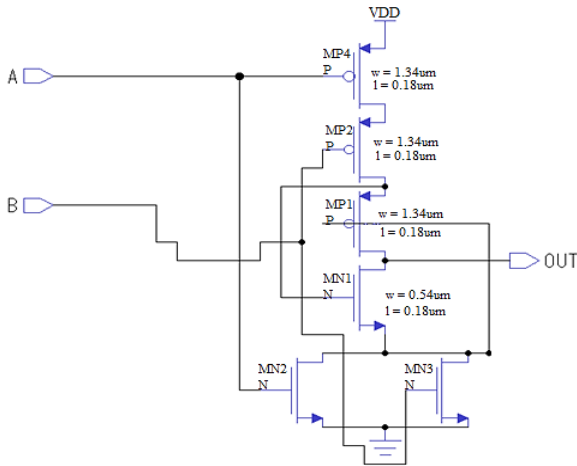 VDD
MP4
P
w = 1.34um
l = 0.18um
A
MP2
P
w = 1.34um
l = 0.18um
B
MP1
P
w = 1.34um
l = 0.18um
OUT
MN1
N
w = 0.54um
l = 0.18um
MN2
N
MN3
N